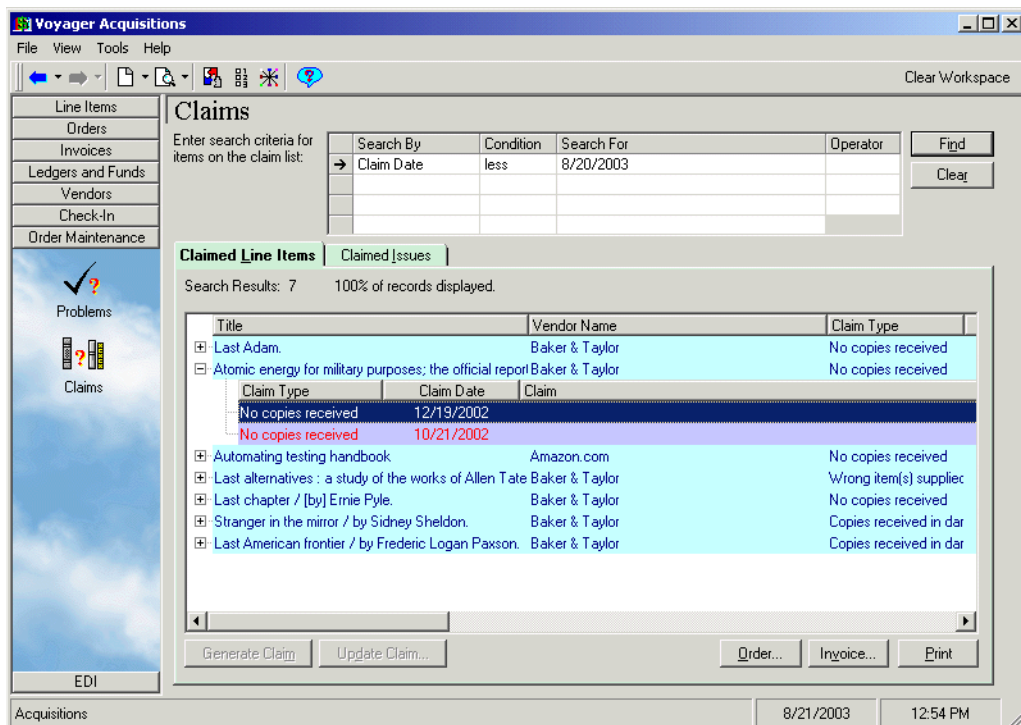 Voyager Acquisitions
File View Tools Help
Clear Workspace
Line Items
Orders
Invoices
Ledgers and Funds
Vendors
Check-In
Order Maintenance
Problems
Claims
EDI
Claims
Enter search criteria for
items on the claim list:
Search By Condition Search For Operator
Claim Date less 8/20/2003
Find
Clear
Claimed Line Items Claimed Issues
Search Results: 7 100% of records displayed.
Title Vendor Name Claim Type
Last Adam. Baker & Taylor No copies received
Atomic energy for military purposes; the official report Baker & Taylor No copies received
Claim Type Claim Date Claim
No copies received 12/19/2002
No copies received 10/21/2002
Automating testing handbook Amazon.com No copies received
Last alternatives : a study of the works of Allen Tate Baker & Taylor Wrong item(s) suppliec
Last chapter / [by] Ernie Pyle. Baker & Taylor No copies received
Stranger in the mirror / by Sidney Sheldon. Baker & Taylor Copies received in dar
Last American frontier / by Frederic Logan Paxson. Baker & Taylor Copies received in dar
Generate Claim Update Claim... Order... Invoice... Print
Acquisitions 8/21/2003 12:54 PM